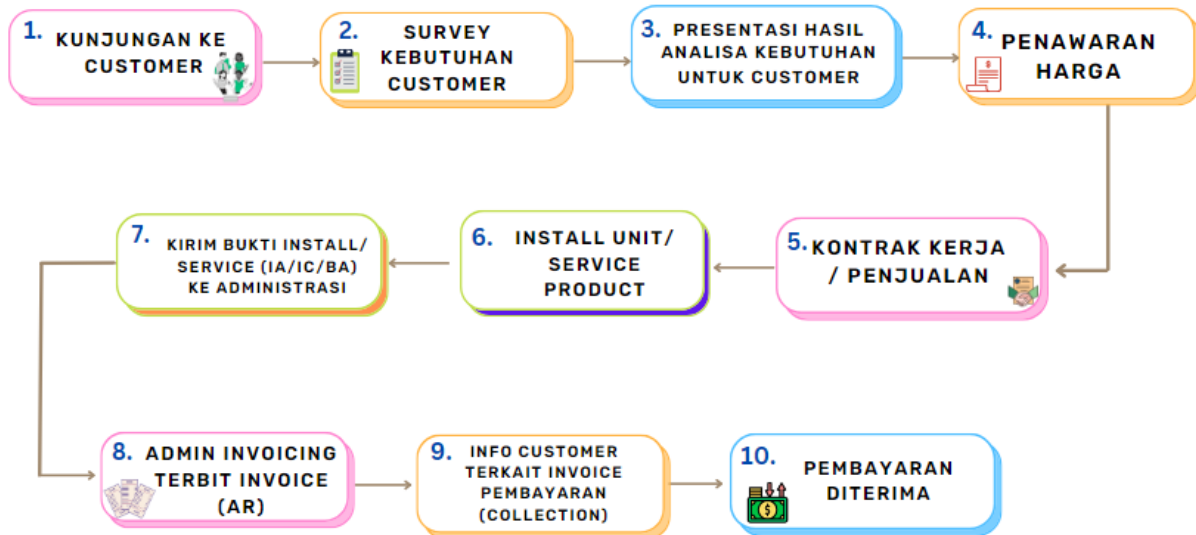 1. KUNJUNGAN KE
CUSTOMER
2. SURVEY
KEBUTUHAN
CUSTOMER
3. PRESENTASI HASIL
ANALISA KEBUTUHAN
UNTUK CUSTOMER
4. PENAWARAN
HARGA
5. KONTRAK KERJA
/ PENJUALAN
6. INSTALL UNIT/
SERVICE
PRODUCT
7. KIRIM BUKTI INSTALL/
SERVICE (IA/IC/BA)
KE ADMINISTRASI
8. ADMIN INVOICING
TERBIT INVOICE
(AR)
9. INFO CUSTOMER
TERKAIT INVOICE
PEMBAYARAN
(COLLECTION)
10. PEMBAYARAN
DITERIMA